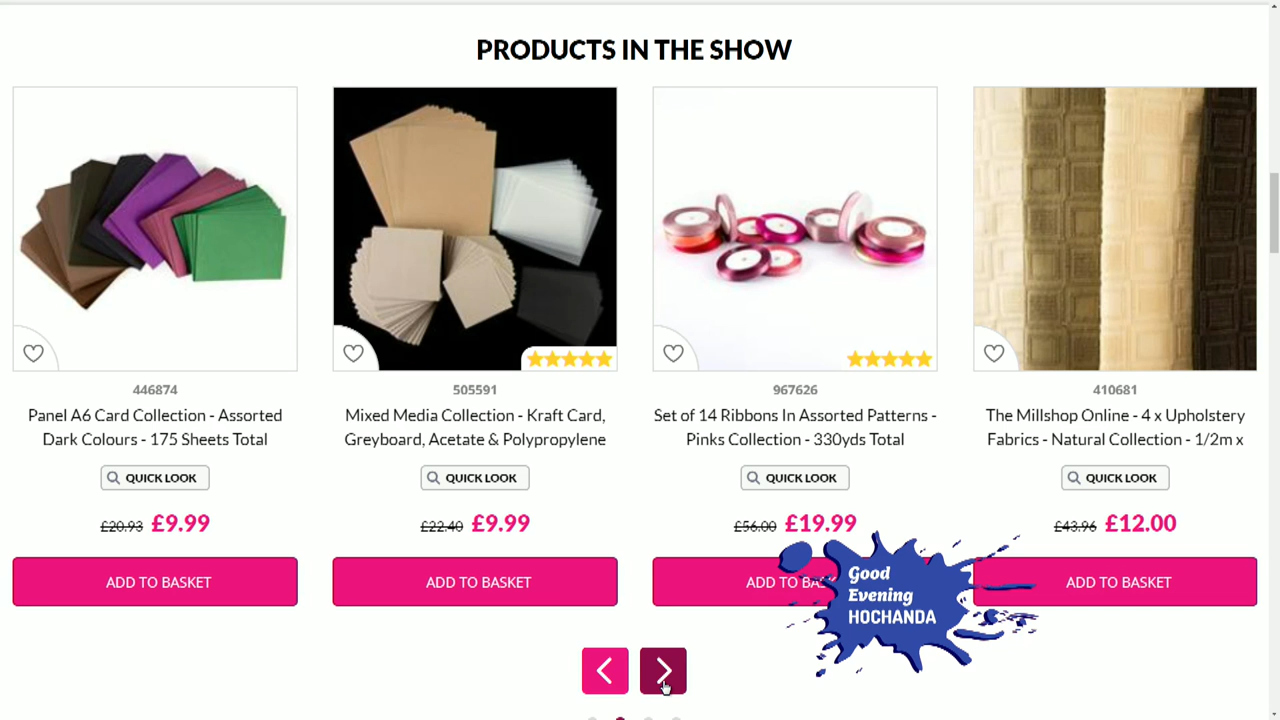 PRODUCTS IN THE SHOW
446874
Panel A6 Card Collection - Assorted
Dark Colours - 175 Sheets Total
QUICK LOOK
£20.93 £9.99
ADD TO BASKET
505591
Mixed Media Collection - Kraft Card,
Greyboard, Acetate & Polypropylene
QUICK LOOK
£22.40 £9.99
ADD TO BASKET
967626
Set of 14 Ribbons In Assorted Patterns -
Pinks Collection - 330yds Total
QUICK LOOK
£56.00 £19.99
ADD TO BAS
410681
The Millshop Online - 4 x Upholstery
Fabrics - Natural Collection - 1/2m x
QUICK LOOK
£43.96 £12.00
ADD TO BASKET
Good
Evening
HOCHANDA